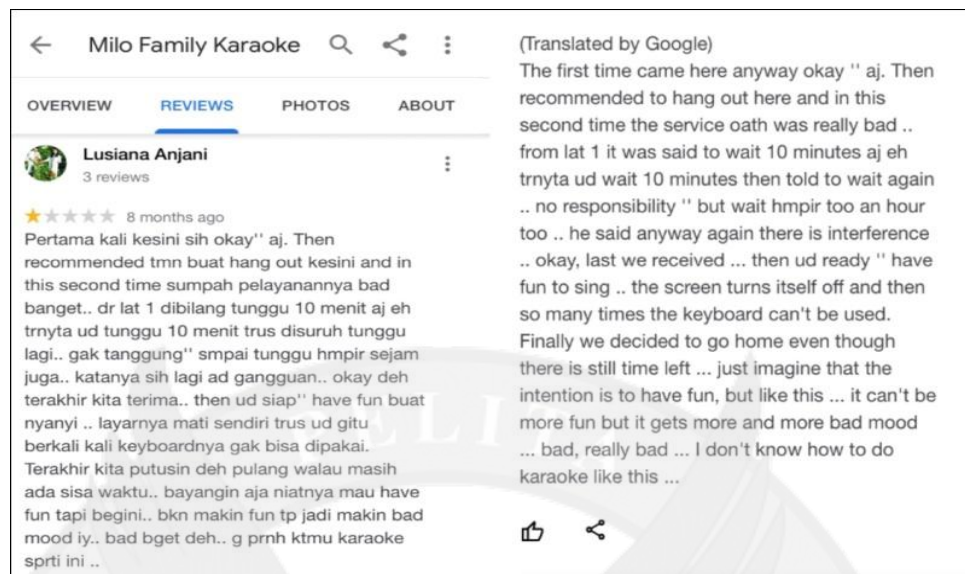 Milo Family Karaoke
OVERVIEW REVIEWS PHOTOS ABOUT
Lusiana Anjani
3 reviews
8 months ago
Pertama kali kesini sih okay'' aj. Then
recommended tmn buat hang out kesini and in
this second time sumpah pelayanannya bad
banget.. dr lat 1 dibilang tunggu 10 menit aj eh
trnyta ud tunggu 10 menit trus disuruh tunggu
lagi.. gak tanggung'' smpai tunggu hmpir sejam
juga.. katanya sih lagi ad gangguan.. okay deh
terakhir kita terima.. then ud siap'' have fun buat
nyanyi .. layarnya mati sendiri trus ud gitu
berkali kali keyboardnya gak bisa dipakai.
Terakhir kita putusin deh pulang walau masih
ada sisa waktu.. bayangin aja niatnya mau have
fun tapi begini.. bkn makin fun tp jadi makin bad
mood iy.. bad bget deh.. g prnh ktmu karaoke
sprti ini ..
(Translated by Google)
The first time came here anyway okay '' aj. Then
recommended to hang out here and in this
second time the service oath was really bad ..
from lat 1 it was said to wait 10 minutes aj eh
trnyta ud wait 10 minutes then told to wait again
.. no responsibility '' but wait hmpir too an hour
too .. he said anyway again there is interference
.. okay, last we received ... then ud ready '' have
fun to sing .. the screen turns itself off and then
so many times the keyboard can't be used.
Finally we decided to go home even though
there is still time left ... just imagine that the
intention is to have fun, but like this ... it can't be
more fun but it gets more and more bad mood
... bad, really bad ... I don't know how to do
karaoke like this ...
PELITA